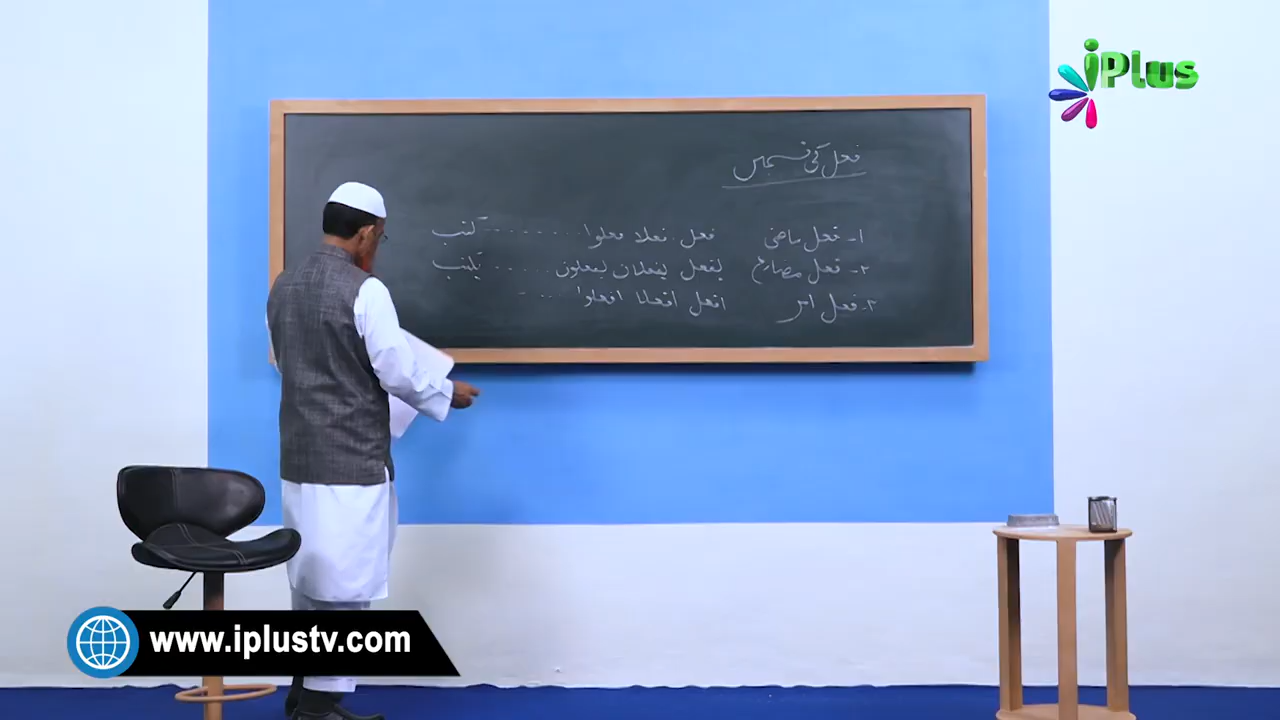 iPlus
فعل کی قسمیں
۱۔ فعل ماضی فعل فعلا فعلوا ........ کتب
۲۔ فعل مضارع یفعل یفعلان یفعلون ..... یکتب
۳۔ فعل امر افعل افعلا افعلوا .....
www.iplustv.com